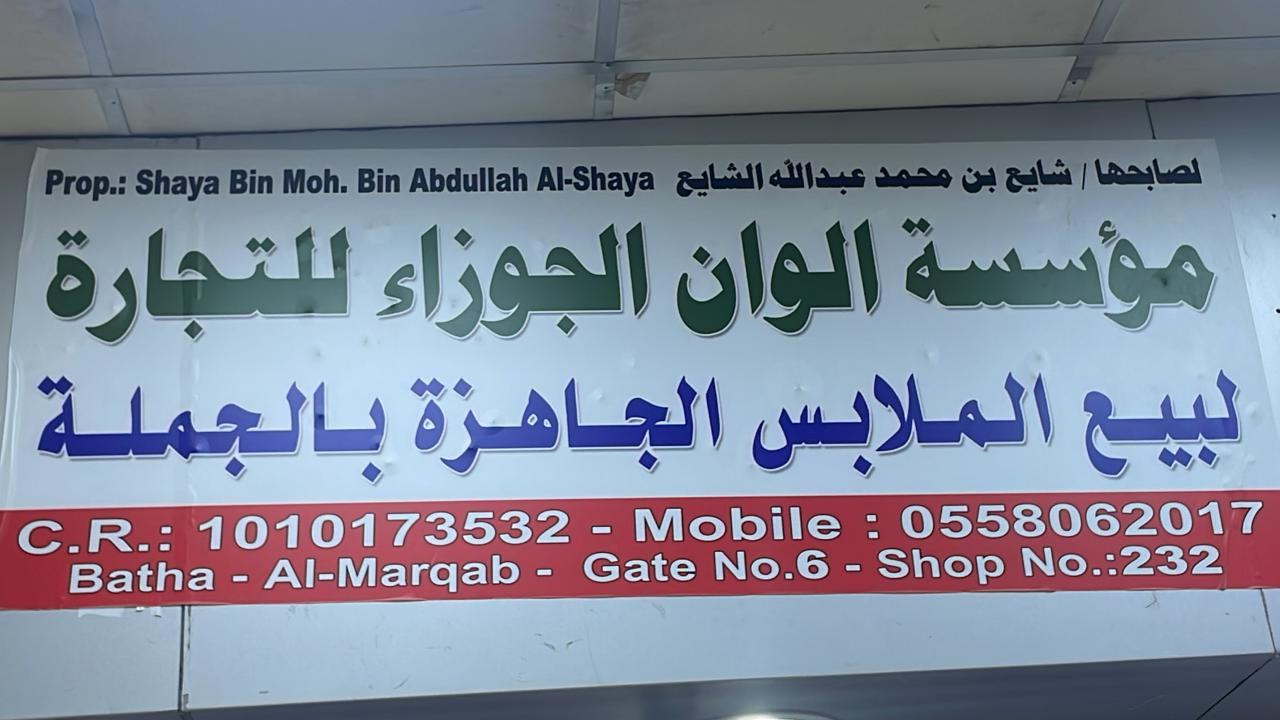 Prop.: Shaya Bin Moh. Bin Abdullah Al-Shaya لصابحها / شايع بن محمد عبدالله الشايع
مؤسسة الوان الجوزاء للتجارة
لبيع الملابس الجاهزة بالجملة
C.R.: 1010173532 - Mobile : 0558062017
Batha - Al-Marqab - Gate No.6 - Shop No.:232